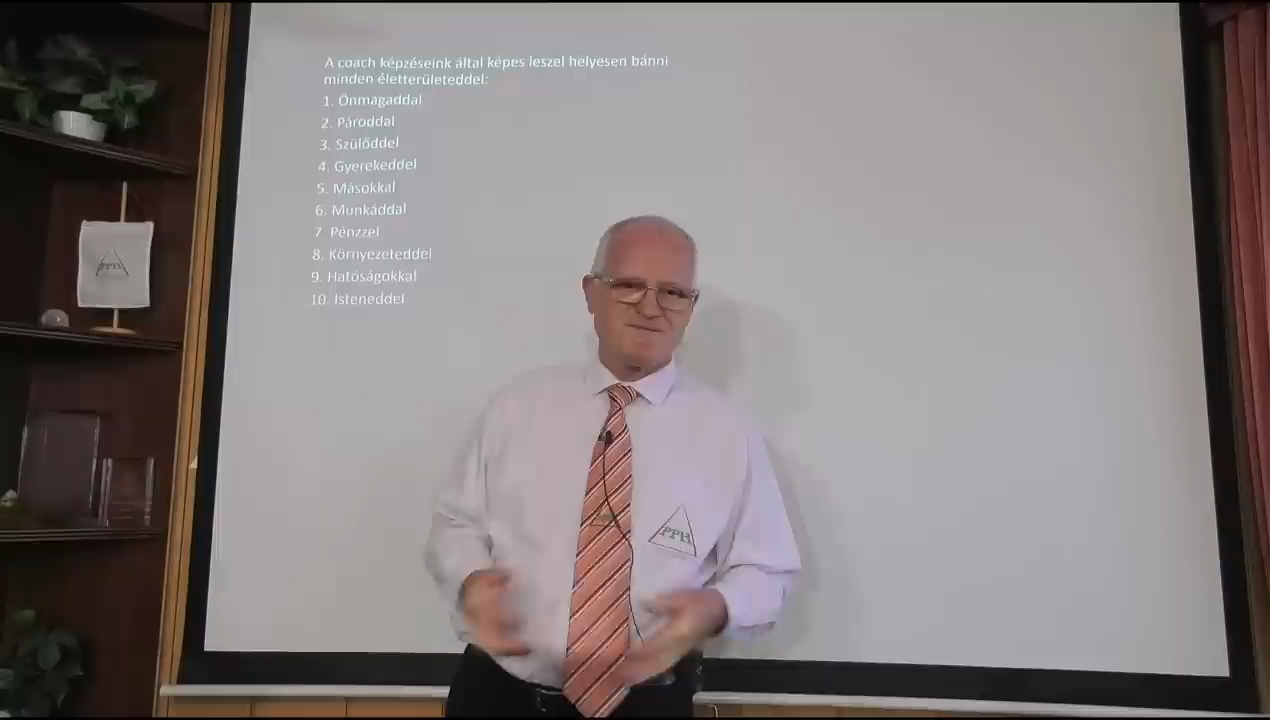 A coach képzéseink által képes leszel helyesen bánni
minden életterületeddel:
1. Önmagaddal
2. Pároddal
3. Szülőddel
4. Gyerekeddel
5. Másokkal
6. Munkáddal
7 Pénzzel
8. Környezeteddel
9. Hatóságokkal
10. Isteneddel
PPH
PPH